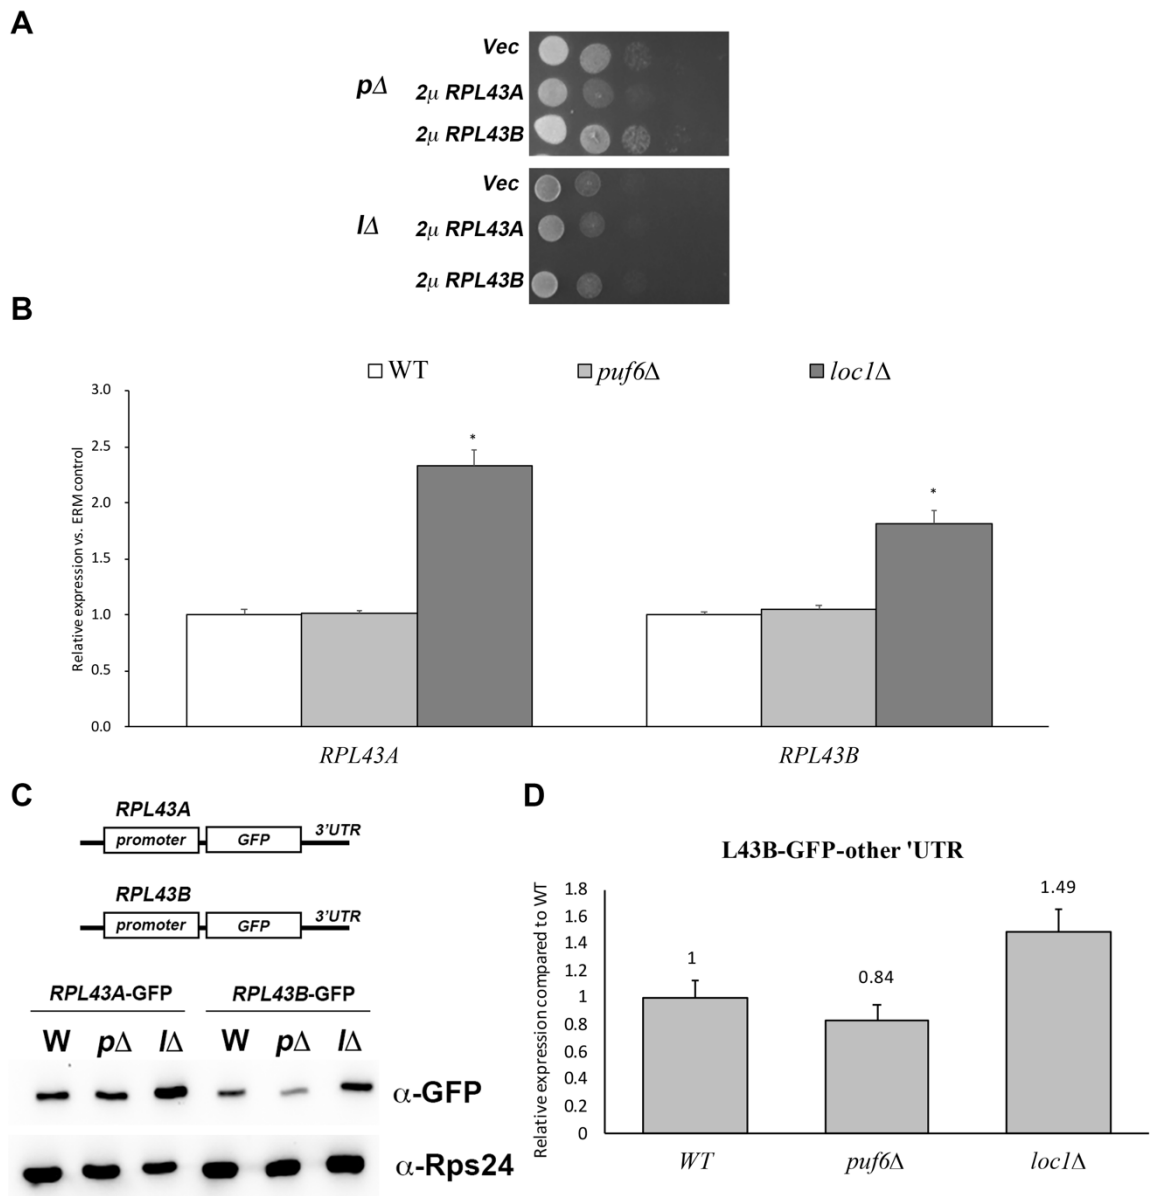 A
Vec
pΔ
2μ RPL43A
2μ RPL43B
Vec
lΔ
2μ RPL43A
2μ RPL43B
B
WT puf6Δ loc1Δ
Relative expression vs. ERM control
3.0
2.5
2.0
1.5
1.0
0.5
0.0
*
*
RPL43A RPL43B
C
RPL43A
promoter GFP 3'UTR
RPL43B
promoter GFP 3'UTR
RPL43A-GFP RPL43B-GFP
W pΔ lΔ W pΔ lΔ
α-GFP
α-Rps24
D
L43B-GFP-other 'UTR
Relative expression compared to WT
1.8
1.6
1.4
1.2
1
0.8
0.6
0.4
0.2
0
1
0.84
1.49
WT puf6Δ loc1Δ